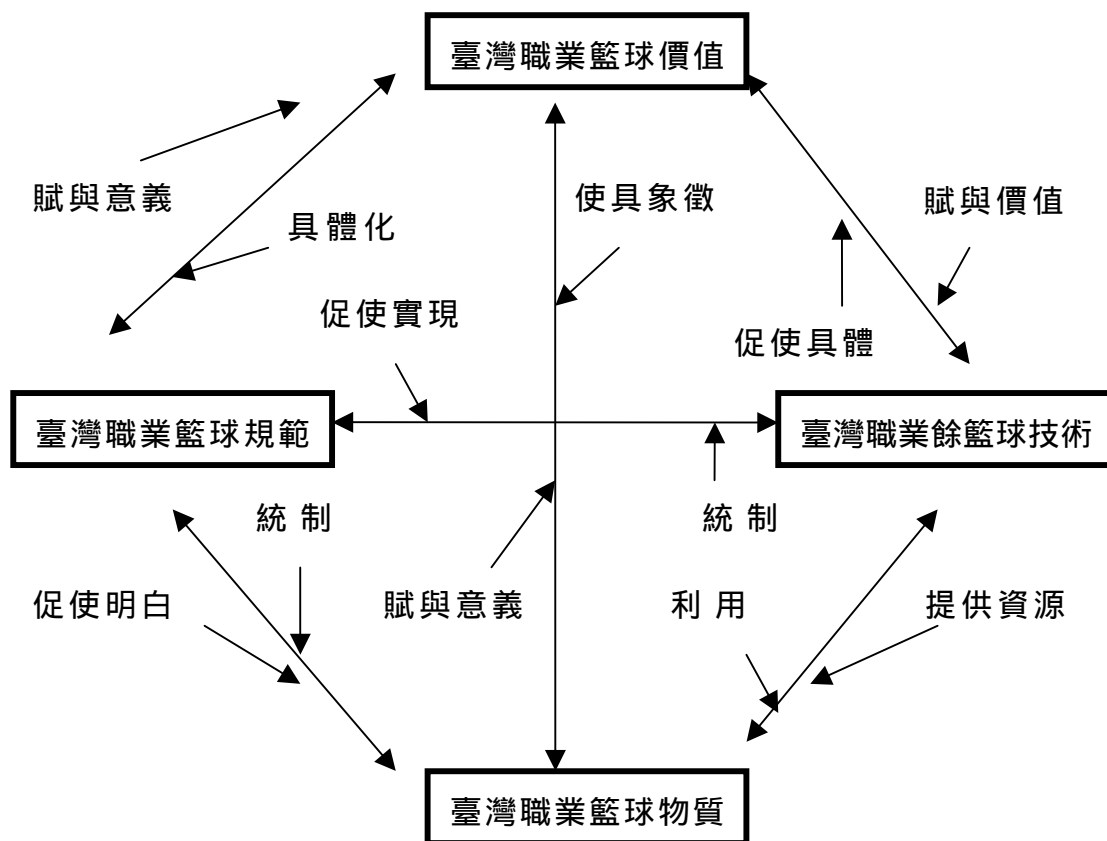 臺灣職業籃球價值
賦與意義
使具象徵
賦與價值
具體化
促使實現
促使具體
臺灣職業籃球規範
臺灣職業餘籃球技術
統制
統制
促使明白
賦與意義
利用
提供資源
臺灣職業籃球物質